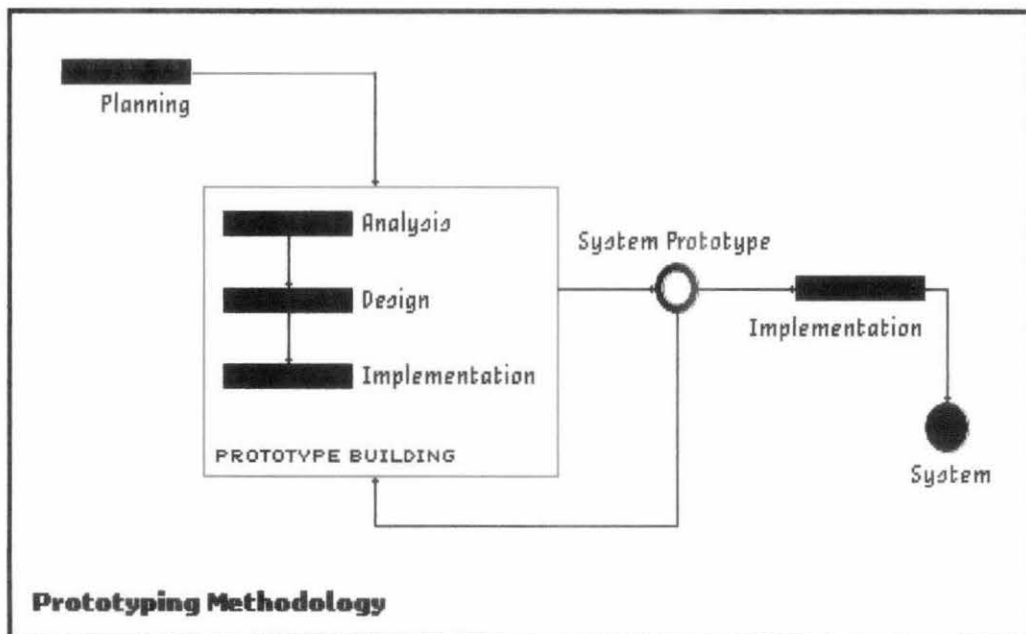 Planning
Analysis
System Prototype
Design
Implementation
Implementation
PROTOTYPE BUILDING
System
Prototyping Methodology